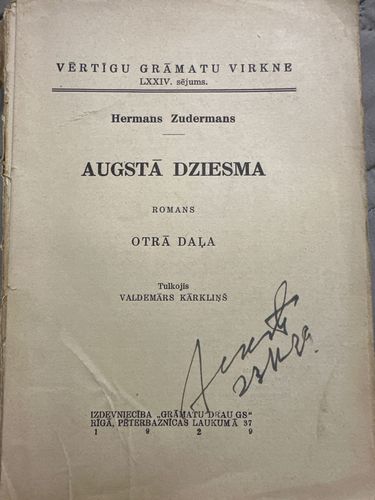 VĒRTĪGU GRĀMATU VIRKNE
LXXIV. sējums.
Hermans Zudermans
AUGSTĀ DZIESMA
ROMANS
OTRĀ DAĻA
Tulkojis
VALDEMĀRS KĀRKLIŅŠ
IZDEVNIECĪBA „GRĀMATU DRAUGS"
RĪGĀ, PĒTERBAZNĪCAS LAUKUMĀ 37
1929